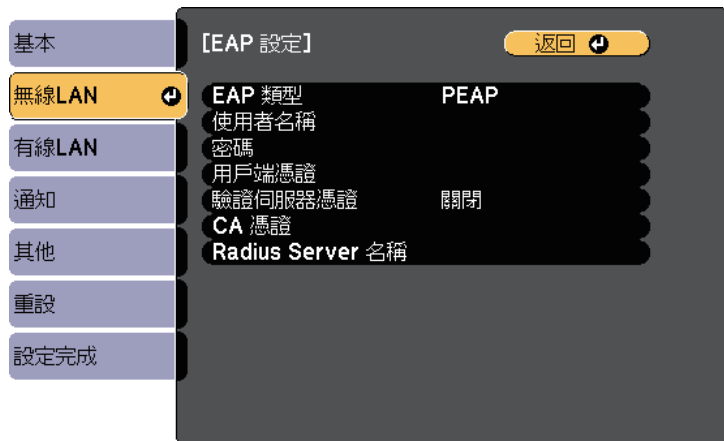 基本
無線LAN
有線LAN
通知
其他
重設
設定完成
[EAP 設定]
返回
EAP 類型 PEAP
使用者名稱
密碼
用戶端憑證
驗證伺服器憑證 關閉
CA 憑證
Radius Server 名稱